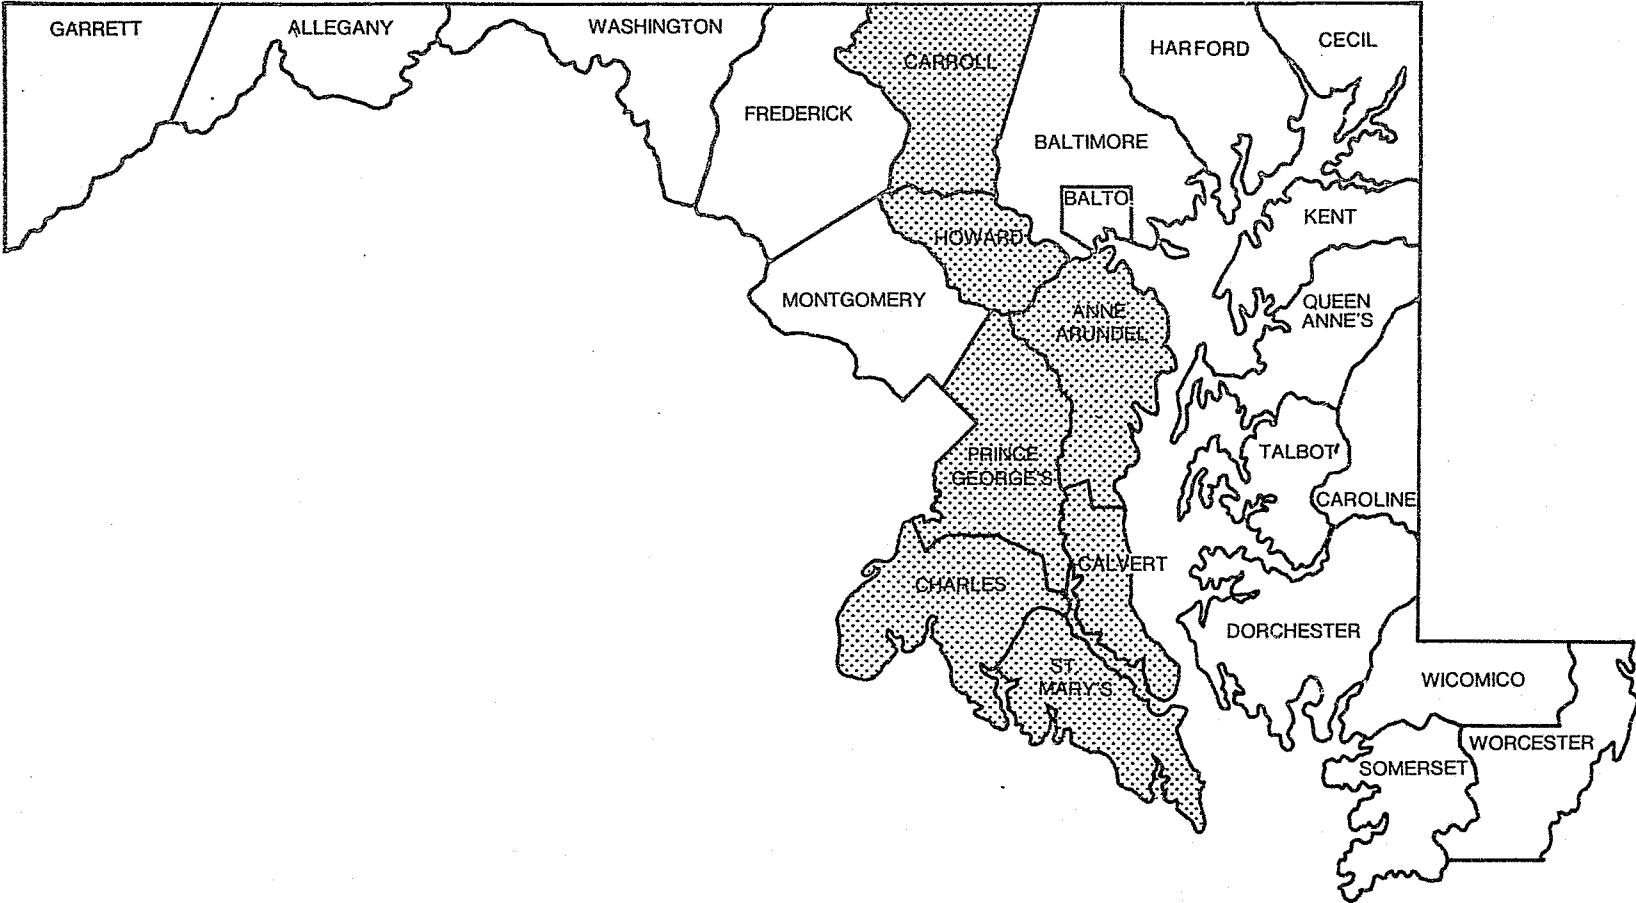 GARRETT
ALLEGANY
WASHINGTON
FREDERICK
CARROLL
BALTIMORE
HARFORD
CECIL
BALTO
KENT
HOWARD
MONTGOMERY
ANNE
ARUNDEL
QUEEN
ANNE'S
PRINCE
GEORGE'S
TALBOT
CAROLINE
CALVERT
CHARLES
DORCHESTER
ST.
MARY'S
WICOMICO
WORCESTER
SOMERSET